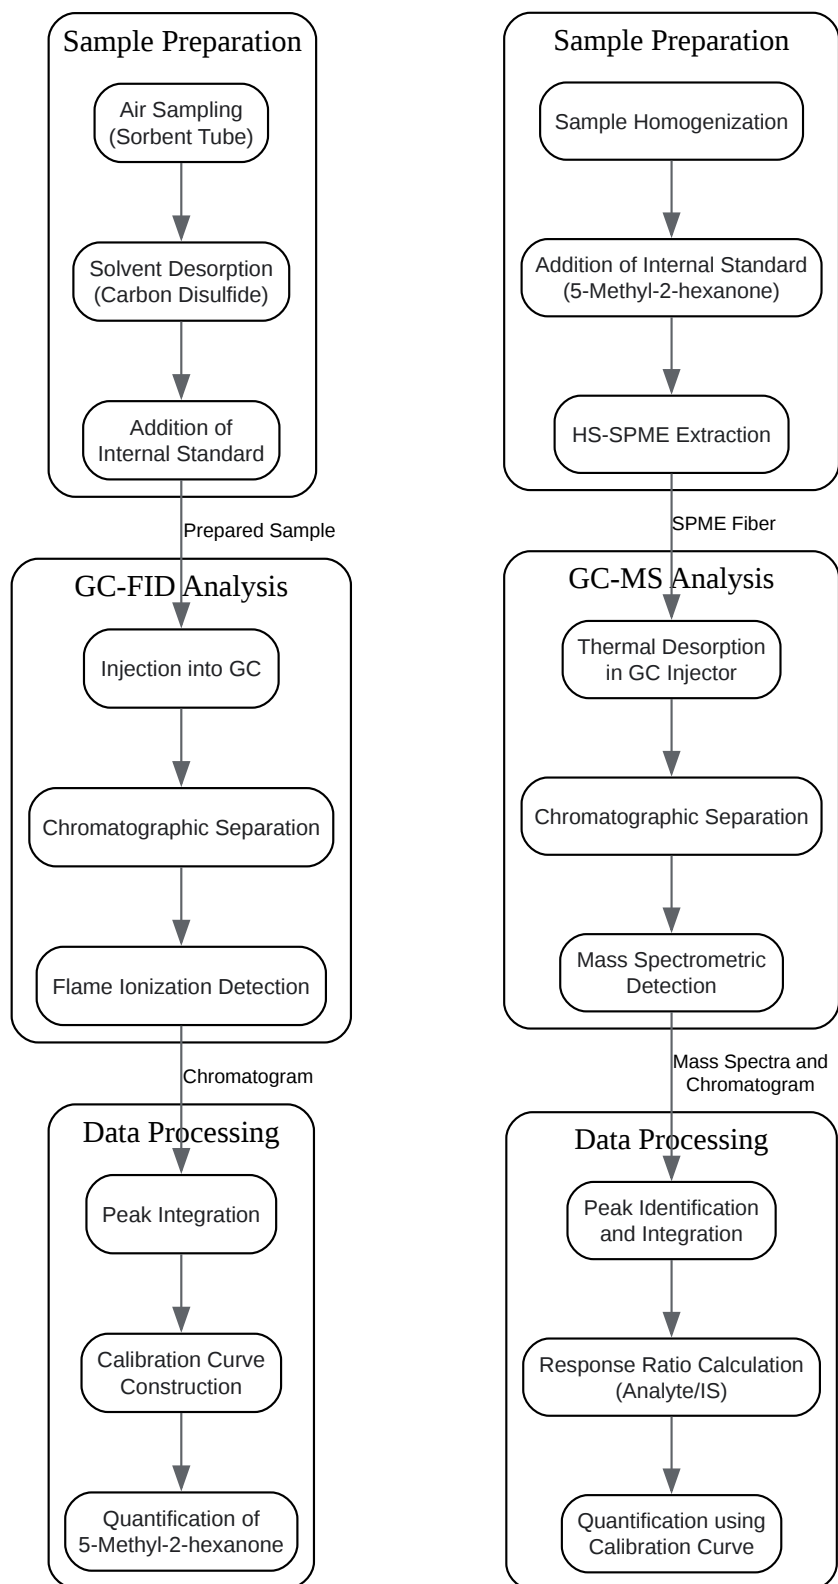 Sample Preparation
Air Sampling
(Sorbent Tube)
Solvent Desorption
(Carbon Disulfide)
Addition of
Internal Standard
Prepared Sample
GC-FID Analysis
Injection into GC
Chromatographic Separation
Flame Ionization Detection
Chromatogram
Data Processing
Peak Integration
Calibration Curve
Construction
Quantification of
5-Methyl-2-hexanone
Sample Preparation
Sample Homogenization
Addition of Internal Standard
(5-Methyl-2-hexanone)
HS-SPME Extraction
SPME Fiber
GC-MS Analysis
Thermal Desorption
in GC Injector
Chromatographic Separation
Mass Spectrometric
Detection
Mass Spectra and
Chromatogram
Data Processing
Peak Identification
and Integration
Response Ratio Calculation
(Analyte/IS)
Quantification using
Calibration Curve